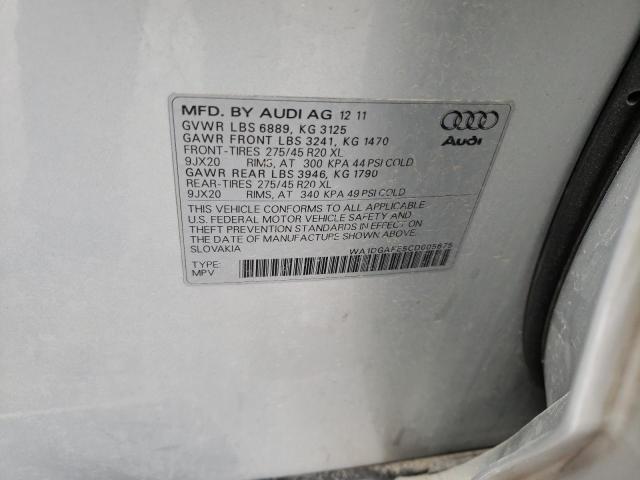 MFD. BY AUDI AG 12 11
GVWR LBS 6889, KG 3125
GAWR FRONT LBS 3241, KG 1470
FRONT-TIRES 275/45 R20 XL
9JX20 RIMS, AT 300 KPA 44 PSI COLD
GAWR REAR LBS 3946, KG 1790
REAR-TIRES 275/45 R20 XL
9JX20 RIMS, AT 340 KPA 49 PSI COLD
Audi
THIS VEHICLE CONFORMS TO ALL APPLICABLE
U.S. FEDERAL MOTOR VEHICLE SAFETY AND
THEFT PREVENTION STANDARDS IN EFFECT ON
THE DATE OF MANUFACTURE SHOWN ABOVE.
SLOVAKIA
WA1DGAFE5CD005875
TYPE:
MPV